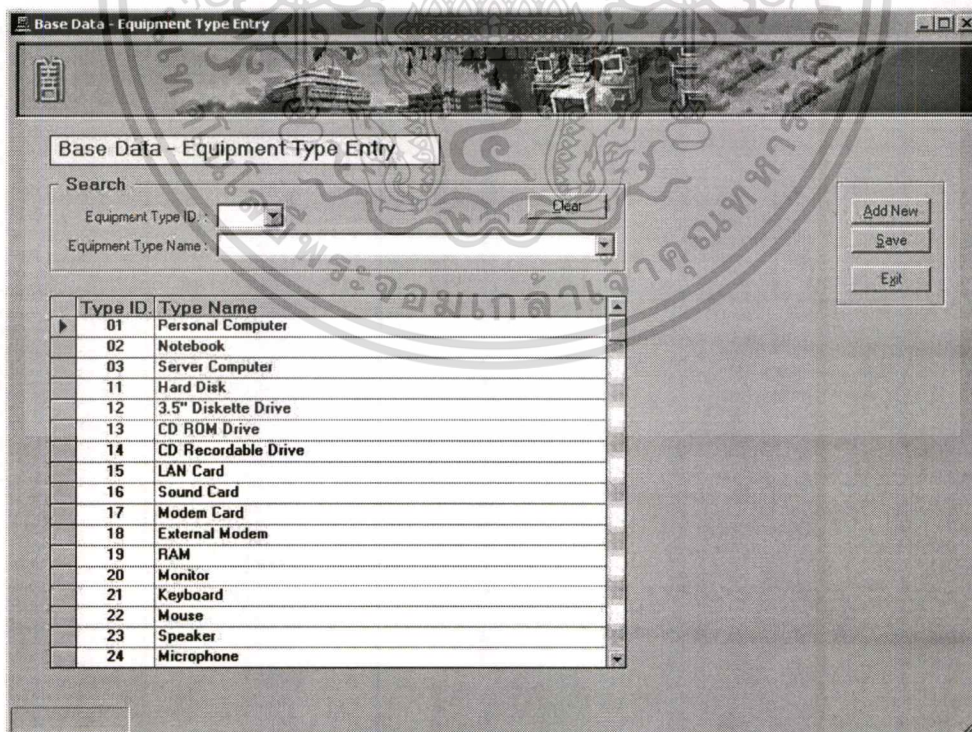 Base Data - Equipment Type Entry
Base Data - Equipment Type Entry
Search
Equipment Type ID. :
Clear
Equipment Type Name :
Add New
Save
Exit
Type ID. Type Name
01 Personal Computer
02 Notebook
03 Server Computer
11 Hard Disk
12 3.5" Diskette Drive
13 CD ROM Drive
14 CD Recordable Drive
15 LAN Card
16 Sound Card
17 Modem Card
18 External Modem
19 RAM
20 Monitor
21 Keyboard
22 Mouse
23 Speaker
24 Microphone